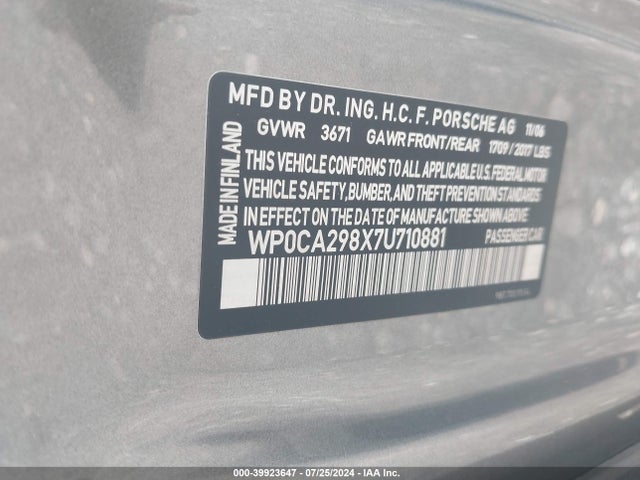 MFD BY DR. ING. H.C. F. PORSCHE AG 11/06
GVWR 3671 GAWR FRONT/REAR 1709 / 2017 LBS
THIS VEHICLE CONFORMS TO ALL APPLICABLE U.S. FEDERAL MOTOR
VEHICLE SAFETY, BUMPER, AND THEFT PREVENTION STANDARDS
IN EFFECT ON THE DATE OF MANUFACTURE SHOWN ABOVE.
WP0CA298X7U710881 PASSENGER CAR
MADE IN FINLAND
000-39923647 / 07/25/2024 - IAA Inc.